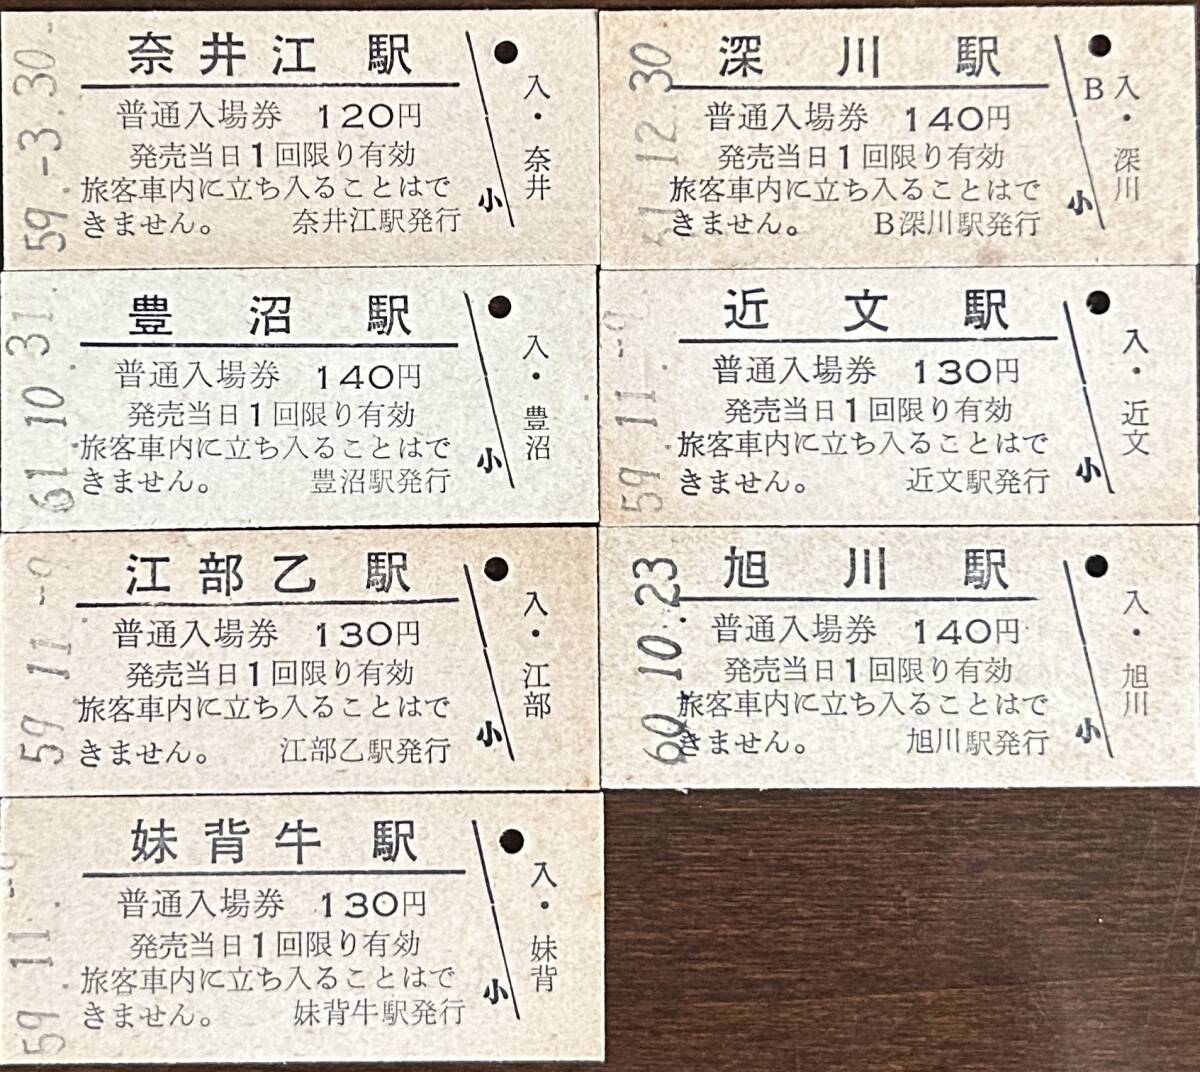 59.-3.30.-
奈井江駅
普通入場券 120円
発売当日1回限り有効
旅客車内に立ち入ることはで
きません。 奈井江駅発行
小
入・奈井
61.10.31.
豊沼駅
普通入場券 140円
発売当日1回限り有効
旅客車内に立ち入ることはで
きません。 豊沼駅発行
小
入・豊沼
59.11.-9
江部乙駅
普通入場券 130円
発売当日1回限り有効
旅客車内に立ち入ることはで
きません。 江部乙駅発行
小
入・江部
59.11.-9
妹背牛駅
普通入場券 130円
発売当日1回限り有効
旅客車内に立ち入ることはで
きません。 妹背牛駅発行
小
入・妹背
12.30
深川駅
普通入場券 140円
発売当日1回限り有効
旅客車内に立ち入ることはで
きません。 B深川駅発行
小
B
入・深川
59.11.-9
近文駅
普通入場券 130円
発売当日1回限り有効
旅客車内に立ち入ることはで
きません。 近文駅発行
小
入・近文
60.10.23
旭川駅
普通入場券 140円
発売当日1回限り有効
旅客車内に立ち入ることはで
きません。 旭川駅発行
小
入・旭川